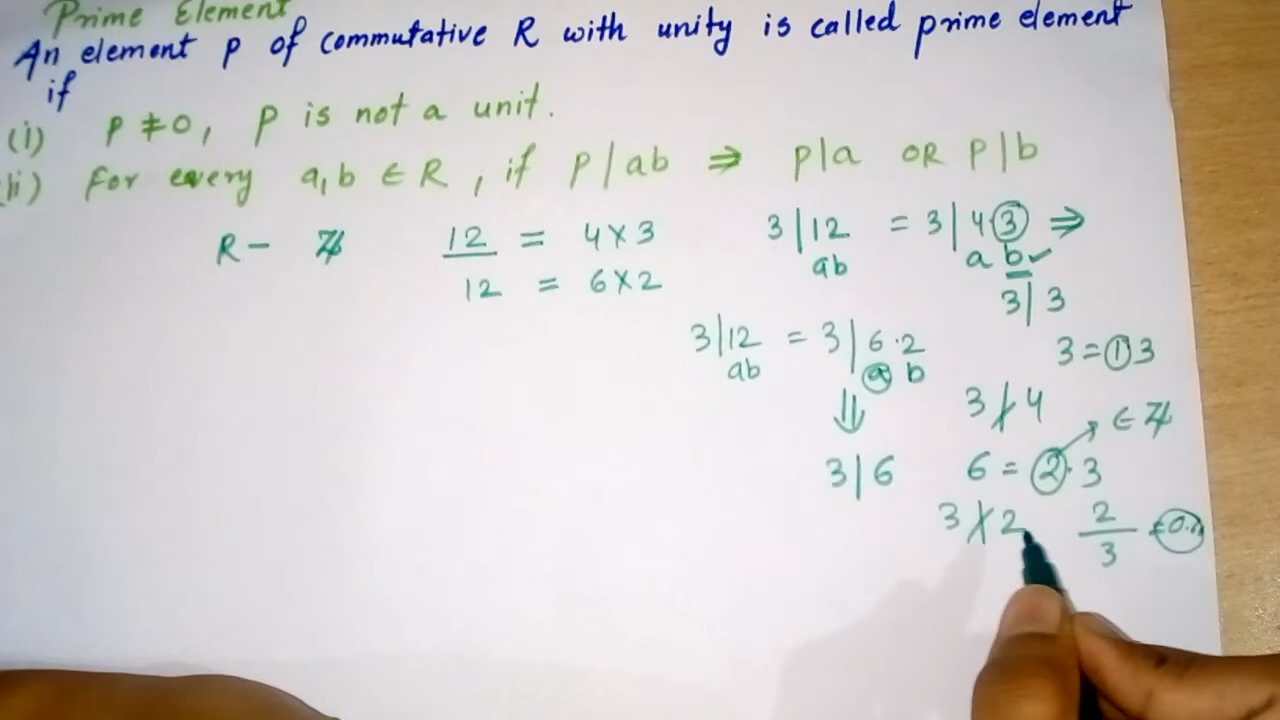 Prime Element
An element p of commutative R with unity is called prime element
if
(i) P ≠ 0, P is not a unit.
(ii) For every a, b ∈ R, if P/ab ⇒ P/a OR P/b
R – ℤ 12 = 4×3 3|12 = 3|4·3 ⇒
ab a b ✓
12 = 6×2
3|3
3|12 = 3|6·2 3 = 1·3
ab a b
⇓ 3∤4 ∈ ℤ
3|6 6 = 2·3
3∤2 2/3